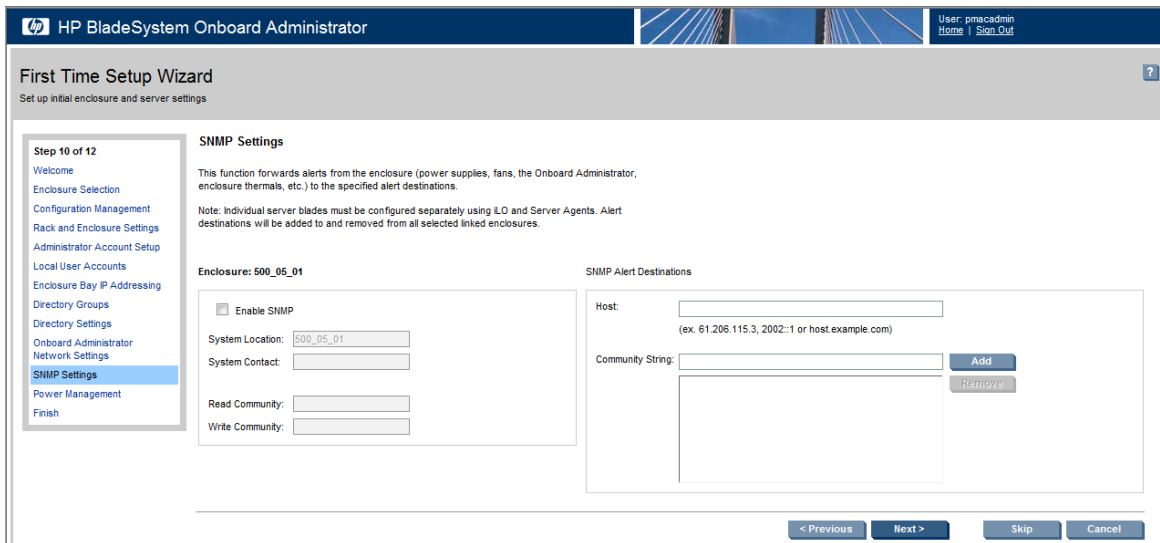 hp HP BladeSystem Onboard Administrator
User: pmacadmin
Home | Sign Out
First Time Setup Wizard
?
Set up initial enclosure and server settings
Step 10 of 12
Welcome
Enclosure Selection
Configuration Management
Rack and Enclosure Settings
Administrator Account Setup
Local User Accounts
Enclosure Bay IP Addressing
Directory Groups
Directory Settings
Onboard Administrator
Network Settings
SNMP Settings
Power Management
Finish
SNMP Settings
This function forwards alerts from the enclosure (power supplies, fans, the Onboard Administrator,
enclosure thermals, etc.) to the specified alert destinations.
Note: Individual server blades must be configured separately using iLO and Server Agents. Alert
destinations will be added to and removed from all selected linked enclosures.
Enclosure: 500_05_01
Enable SNMP
System Location: 500_05_01
System Contact:
Read Community:
Write Community:
SNMP Alert Destinations
Host:
(ex. 61.206.115.3, 2002::1 or host.example.com)
Community String:
Add
Remove
< Previous
Next >
Skip
Cancel